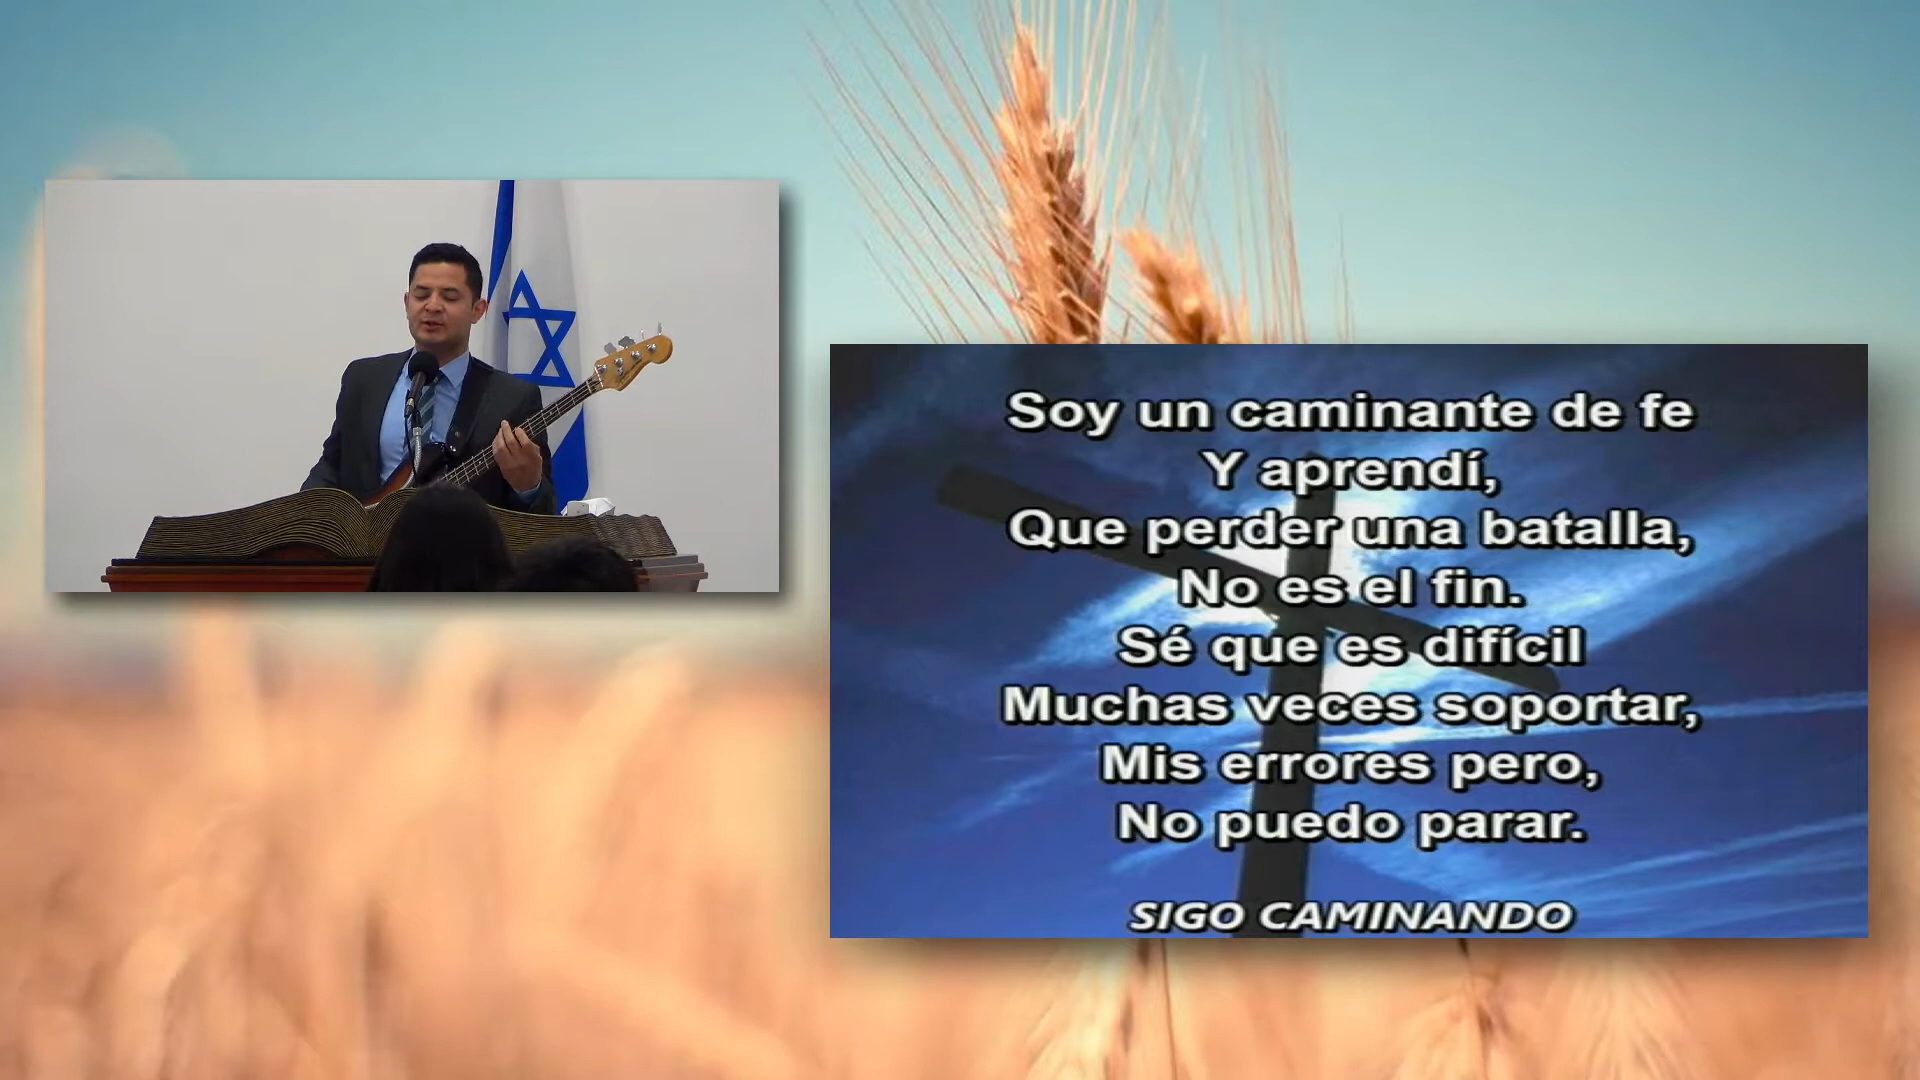 Soy un caminante de fe
Y aprendí,
Que perder una batalla,
No es el fin.
Sé que es difícil
Muchas veces soportar,
Mis errores pero,
No puedo parar.
SIGO CAMINANDO